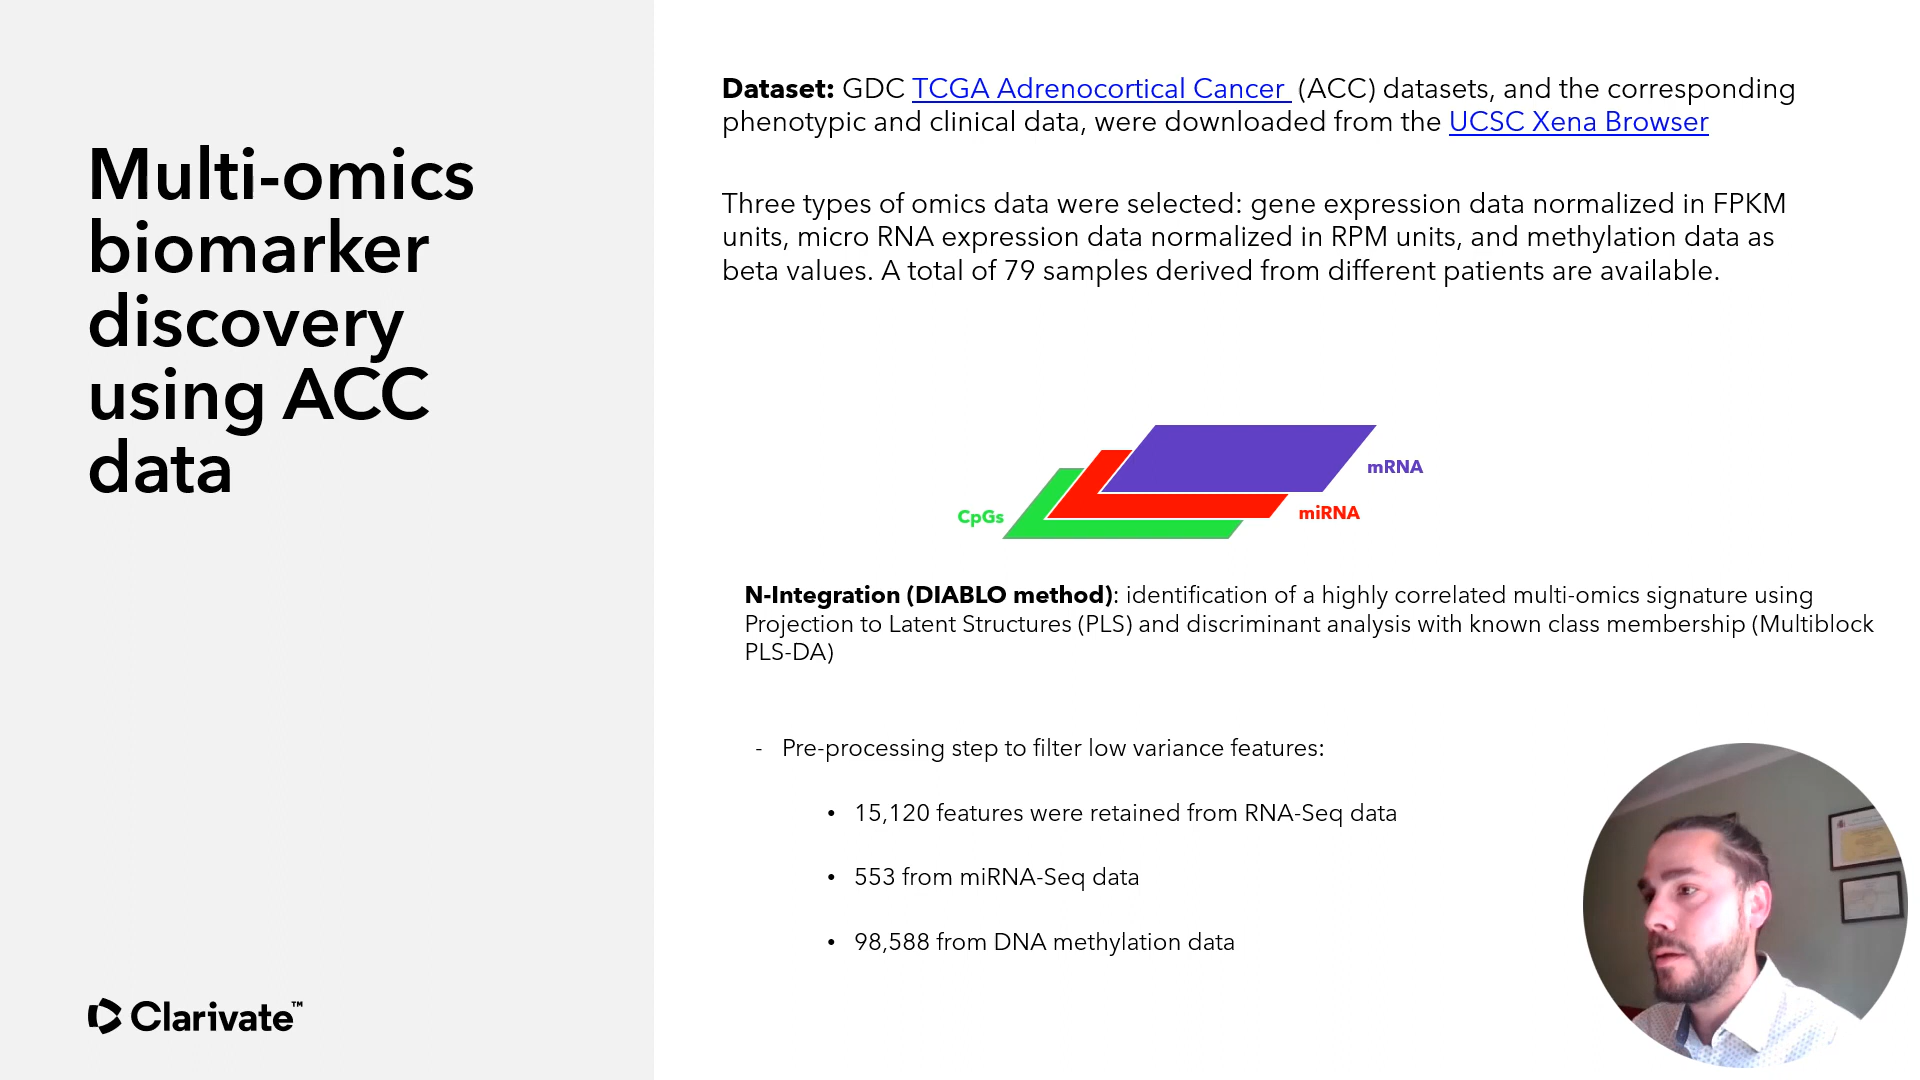 Multi-omics
biomarker
discovery
using ACC
data
Dataset: GDC TCGA Adrenocortical Cancer (ACC) datasets, and the corresponding
phenotypic and clinical data, were downloaded from the UCSC Xena Browser
Three types of omics data were selected: gene expression data normalized in FPKM
units, micro RNA expression data normalized in RPM units, and methylation data as
beta values. A total of 79 samples derived from different patients are available.
mRNA
CpGs
miRNA
N-Integration (DIABLO method): identification of a highly correlated multi-omics signature using
Projection to Latent Structures (PLS) and discriminant analysis with known class membership (Multiblock
PLS-DA)
- Pre-processing step to filter low variance features:
• 15,120 features were retained from RNA-Seq data
• 553 from miRNA-Seq data
• 98,588 from DNA methylation data
Clarivate™